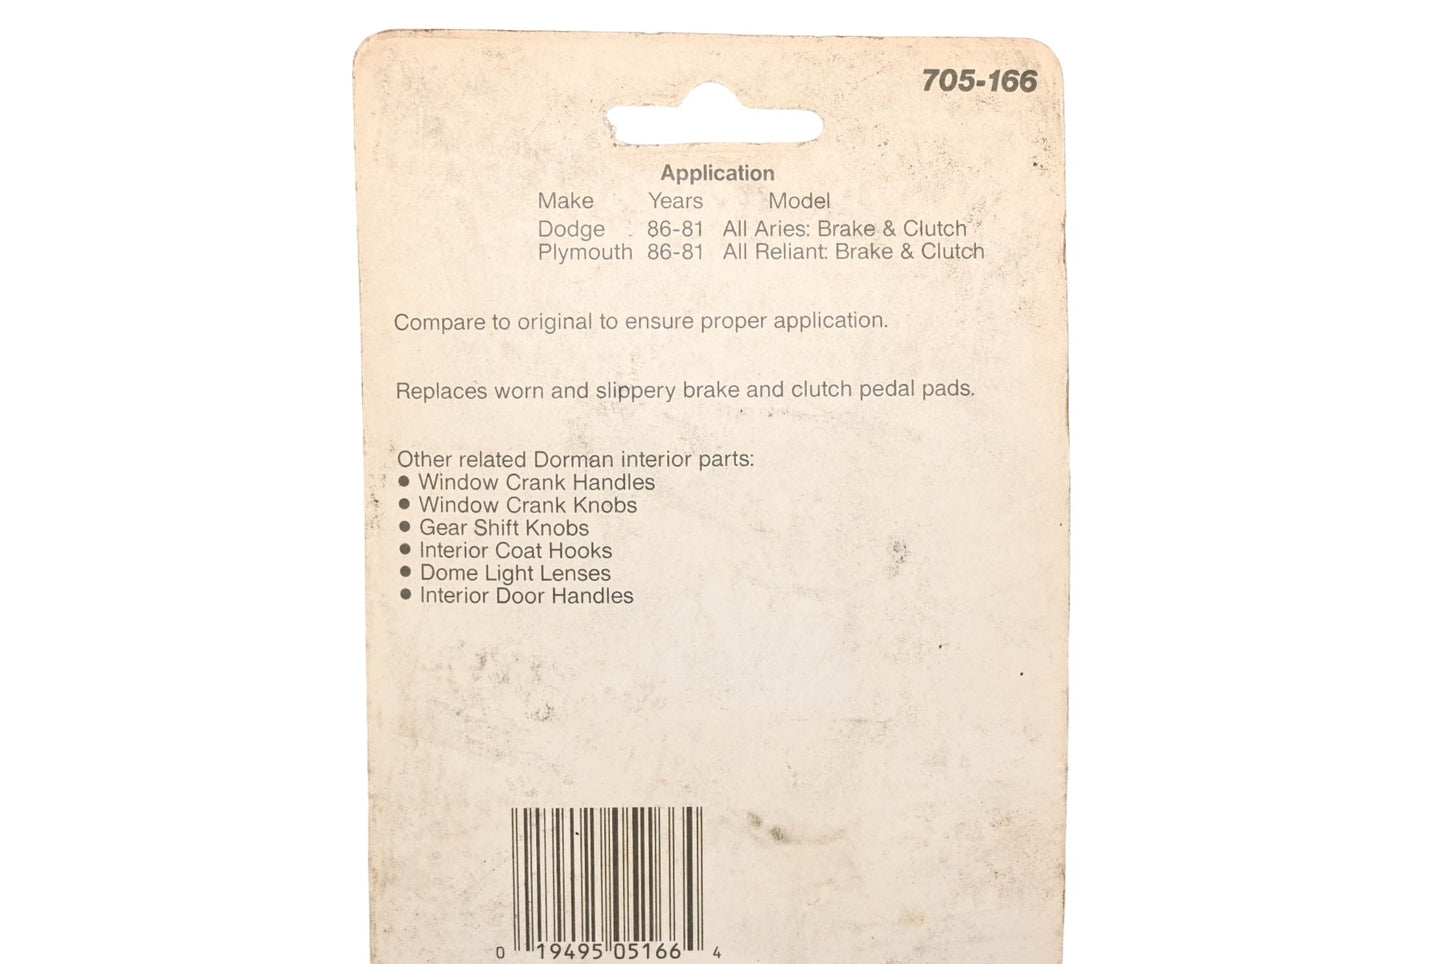 705-166
Application
Make Years Model
Dodge 86-81 All Aries: Brake & Clutch
Plymouth 86-81 All Reliant: Brake & Clutch
Compare to original to ensure proper application.
Replaces worn and slippery brake and clutch pedal pads.
Other related Dorman interior parts:
• Window Crank Handles
• Window Crank Knobs
• Gear Shift Knobs
• Interior Coat Hooks
• Dome Light Lenses
• Interior Door Handles
0 19495 05166 4